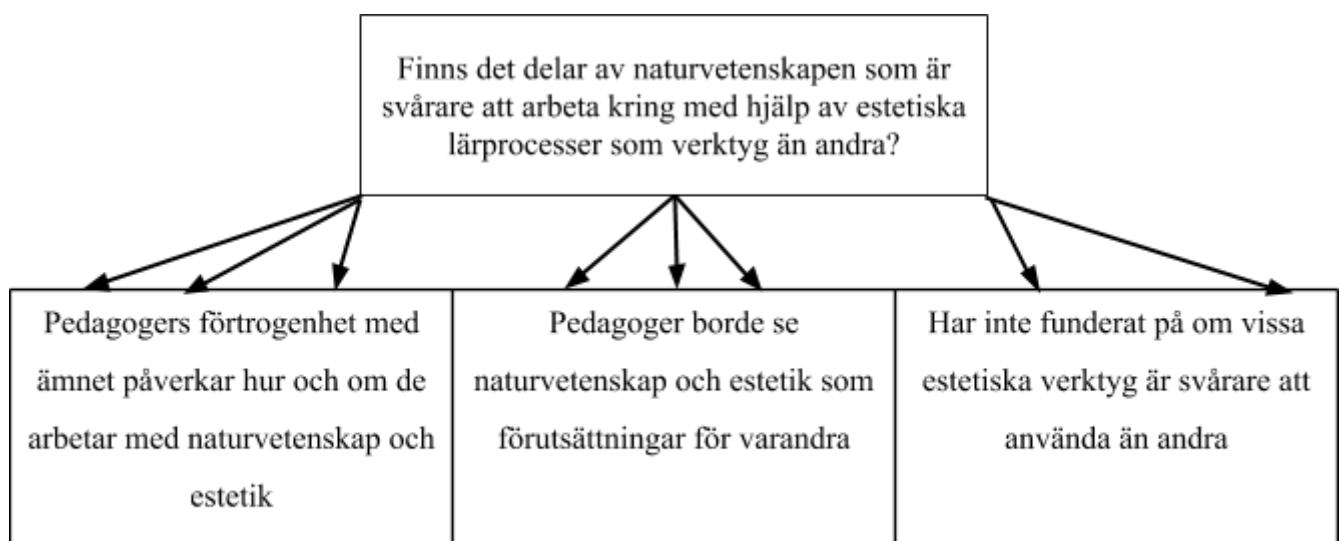 Finns det delar av naturvetenskapen som är
svårare att arbeta kring med hjälp av estetiska
lärprocesser som verktyg än andra?
Pedagogers förtrogenhet med
ämnet påverkar hur och om de
arbetar med naturvetenskap och
estetik
Pedagoger borde se
naturvetenskap och estetik som
förutsättningar för varandra
Har inte funderat på om vissa
estetiska verktyg är svårare att
använda än andra